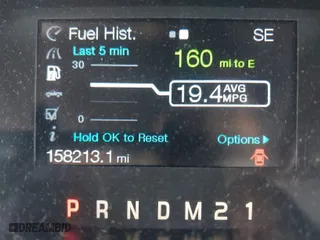 Fuel Hist.
SE
Last 5 min
160 mi to E
30
19.4 AVG MPG
0
Hold OK to Reset
Options
158213.1 mi
P R N D M 2 1
DREAMBID